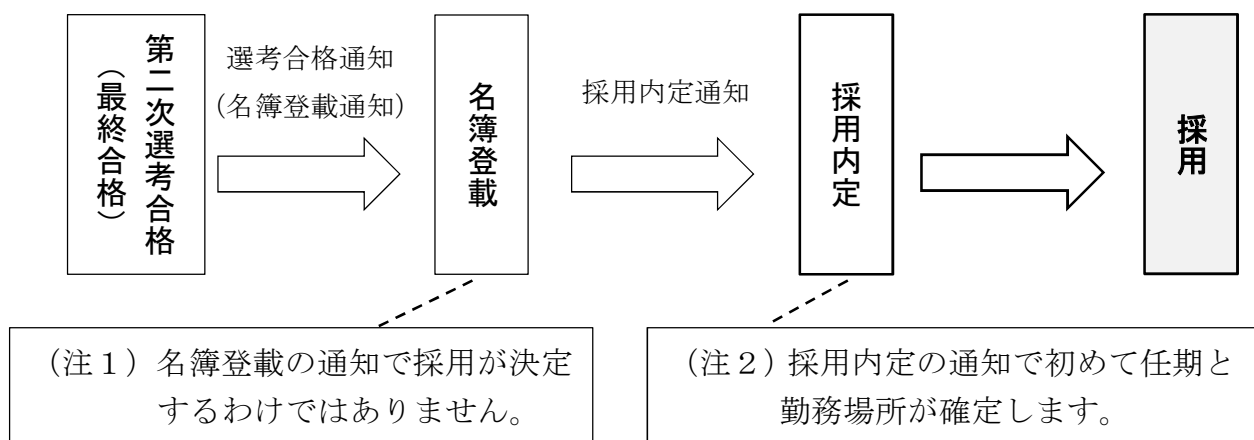 第二次選考合格
（最終合格）
選考合格通知
（名簿登載通知）
名簿登載
採用内定通知
採用内定
採用
（注１）名簿登載の通知で採用が決定
するわけではありません。
（注２）採用内定の通知で初めて任期と
勤務場所が確定します。